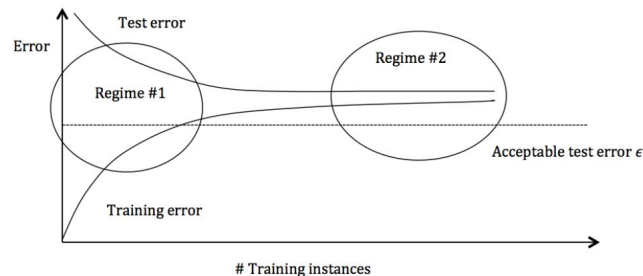 Test error
Error
Regime #2
Regime #1
Acceptable test error ϵ
Training error
# Training instances